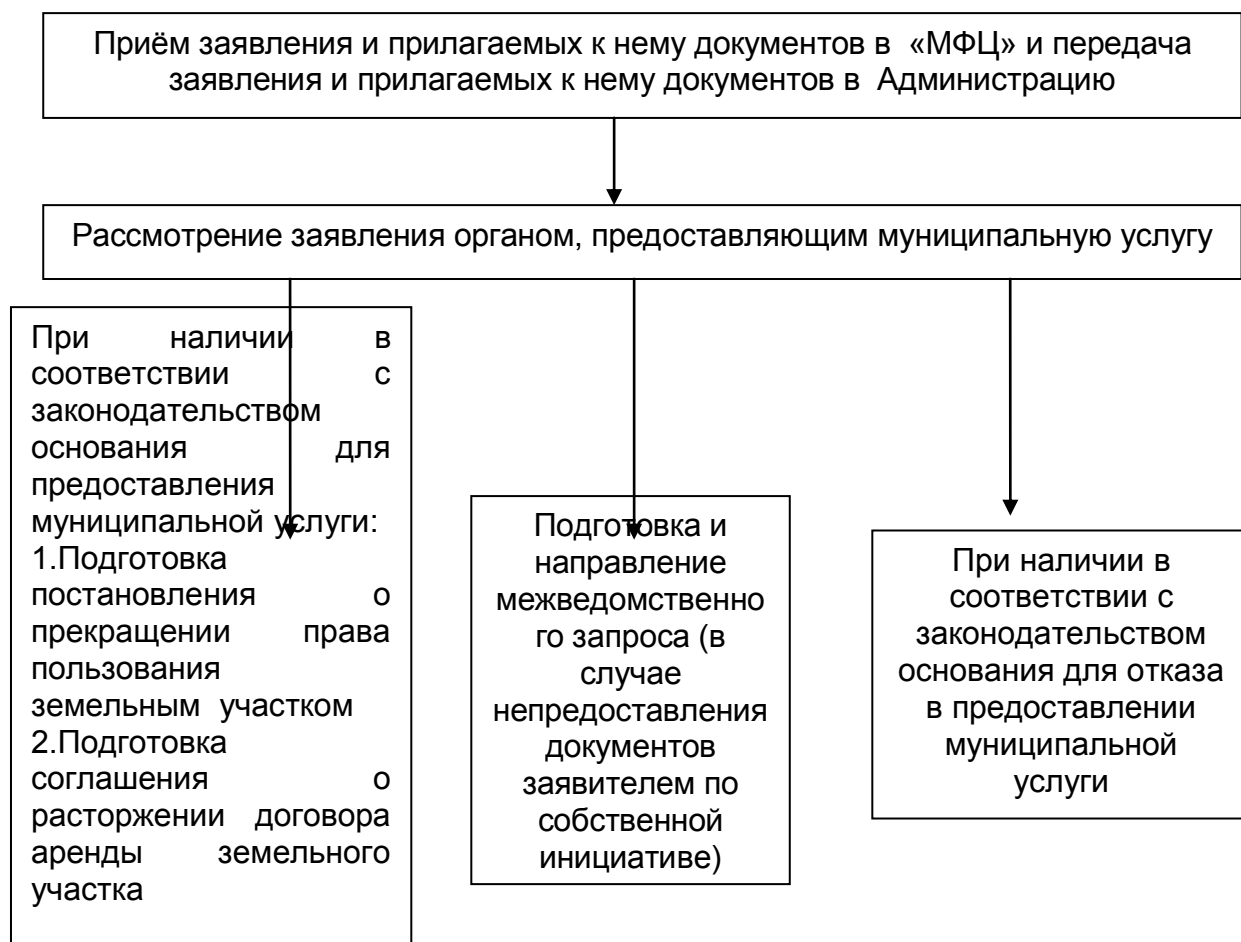 Приём заявления и прилагаемых к нему документов в «МФЦ» и передача
заявления и прилагаемых к нему документов в Администрацию
Рассмотрение заявления органом, предоставляющим муниципальную услугу
При наличии в
соответствии с
законодательством
основания для
предоставления
муниципальной услуги:
1.Подготовка
постановления о
прекращении права
пользования
земельным участком
2.Подготовка
соглашения о
расторжении договора
аренды земельного
участка
Подготовка и
направление
межведомственно
го запроса (в
случае
непредоставления
документов
заявителем по
собственной
инициативе)
При наличии в
соответствии с
законодательством
основания для отказа
в предоставлении
муниципальной
услуги